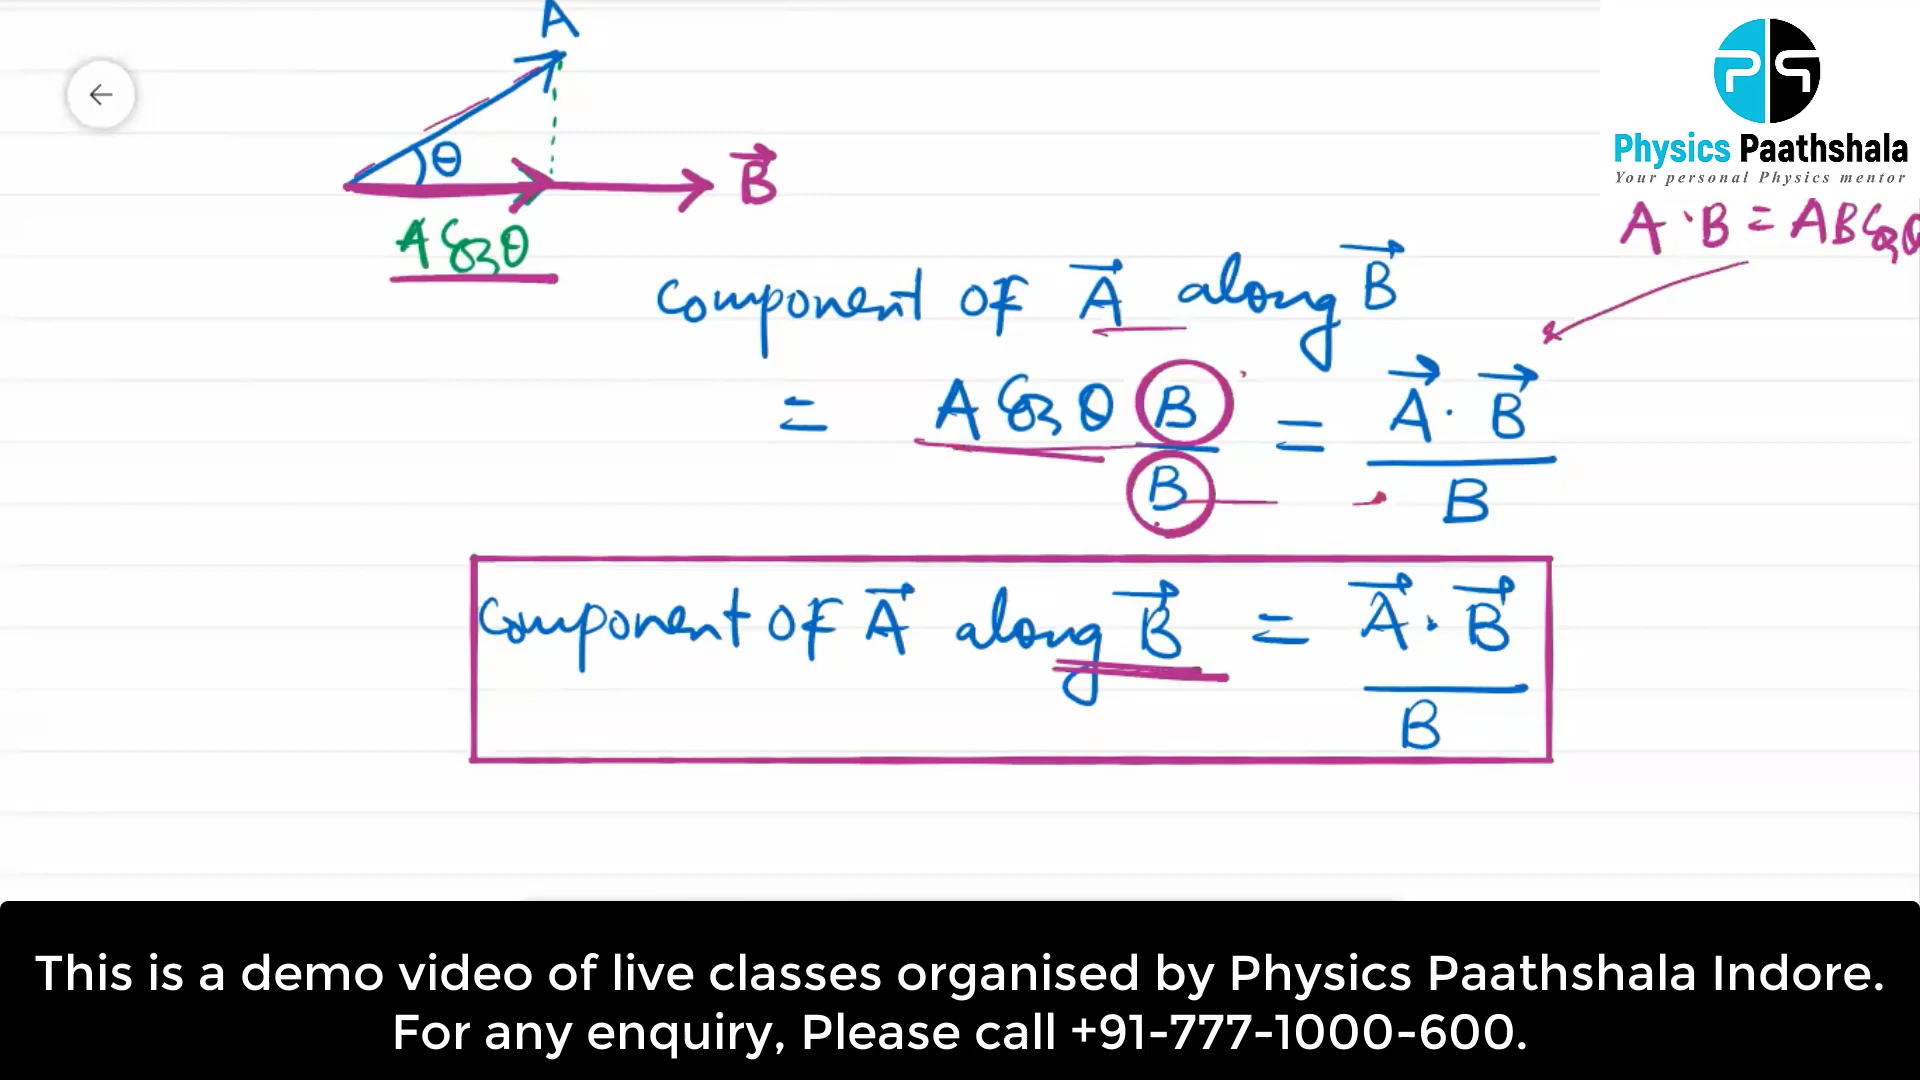 A
θ
B⃗
A cos θ
Physics Paathshala
Your personal Physics mentor
A · B = AB cos θ
component of A⃗ along B⃗
= A cos θ B / B = A⃗ · B⃗ / B
component of A⃗ along B⃗ = A⃗ · B⃗ / B
This is a demo video of live classes organised by Physics Paathshala Indore.
For any enquiry, Please call +91-777-1000-600.